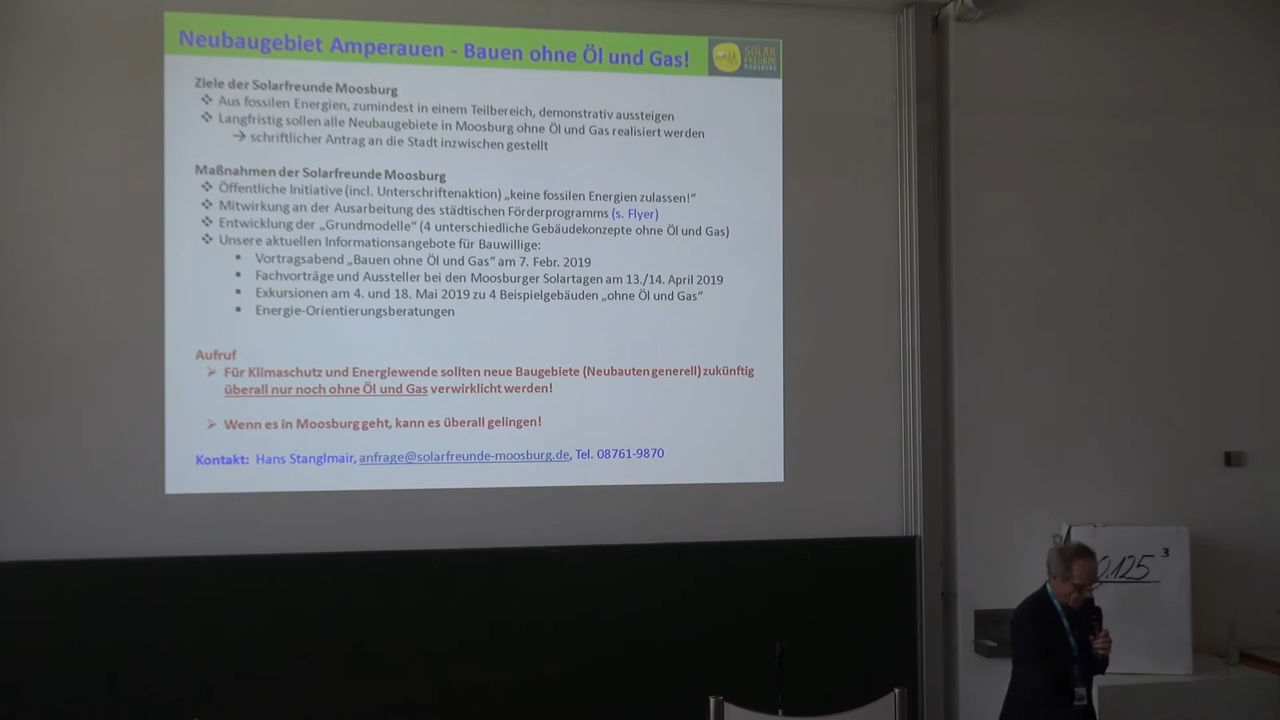 Neubaugebiet Amperauen - Bauen ohne Öl und Gas!
SOLAR
FREUNDE
MOOSBURG
Ziele der Solarfreunde Moosburg
❖ Aus fossilen Energien, zumindest in einem Teilbereich, demonstrativ aussteigen
❖ Langfristig sollen alle Neubaugebiete in Moosburg ohne Öl und Gas realisiert werden
→ schriftlicher Antrag an die Stadt inzwischen gestellt
Maßnahmen der Solarfreunde Moosburg
❖ Öffentliche Initiative (incl. Unterschriftenaktion) „keine fossilen Energien zulassen!“
❖ Mitwirkung an der Ausarbeitung des städtischen Förderprogramms (s. Flyer)
❖ Entwicklung der „Grundmodelle“ (4 unterschiedliche Gebäudekonzepte ohne Öl und Gas)
❖ Unsere aktuellen Informationsangebote für Bauwillige:
▪ Vortragsabend „Bauen ohne Öl und Gas“ am 7. Febr. 2019
▪ Fachvorträge und Aussteller bei den Moosburger Solartagen am 13./14. April 2019
▪ Exkursionen am 4. und 18. Mai 2019 zu 4 Beispielgebäuden „ohne Öl und Gas“
▪ Energie-Orientierungsberatungen
Aufruf
➢ Für Klimaschutz und Energiewende sollten neue Baugebiete (Neubauten generell) zukünftig
überall nur noch ohne Öl und Gas verwirklicht werden!
➢ Wenn es in Moosburg geht, kann es überall gelingen!
Kontakt: Hans Stanglmair, anfrage@solarfreunde-moosburg.de, Tel. 08761-9870
0,125 3